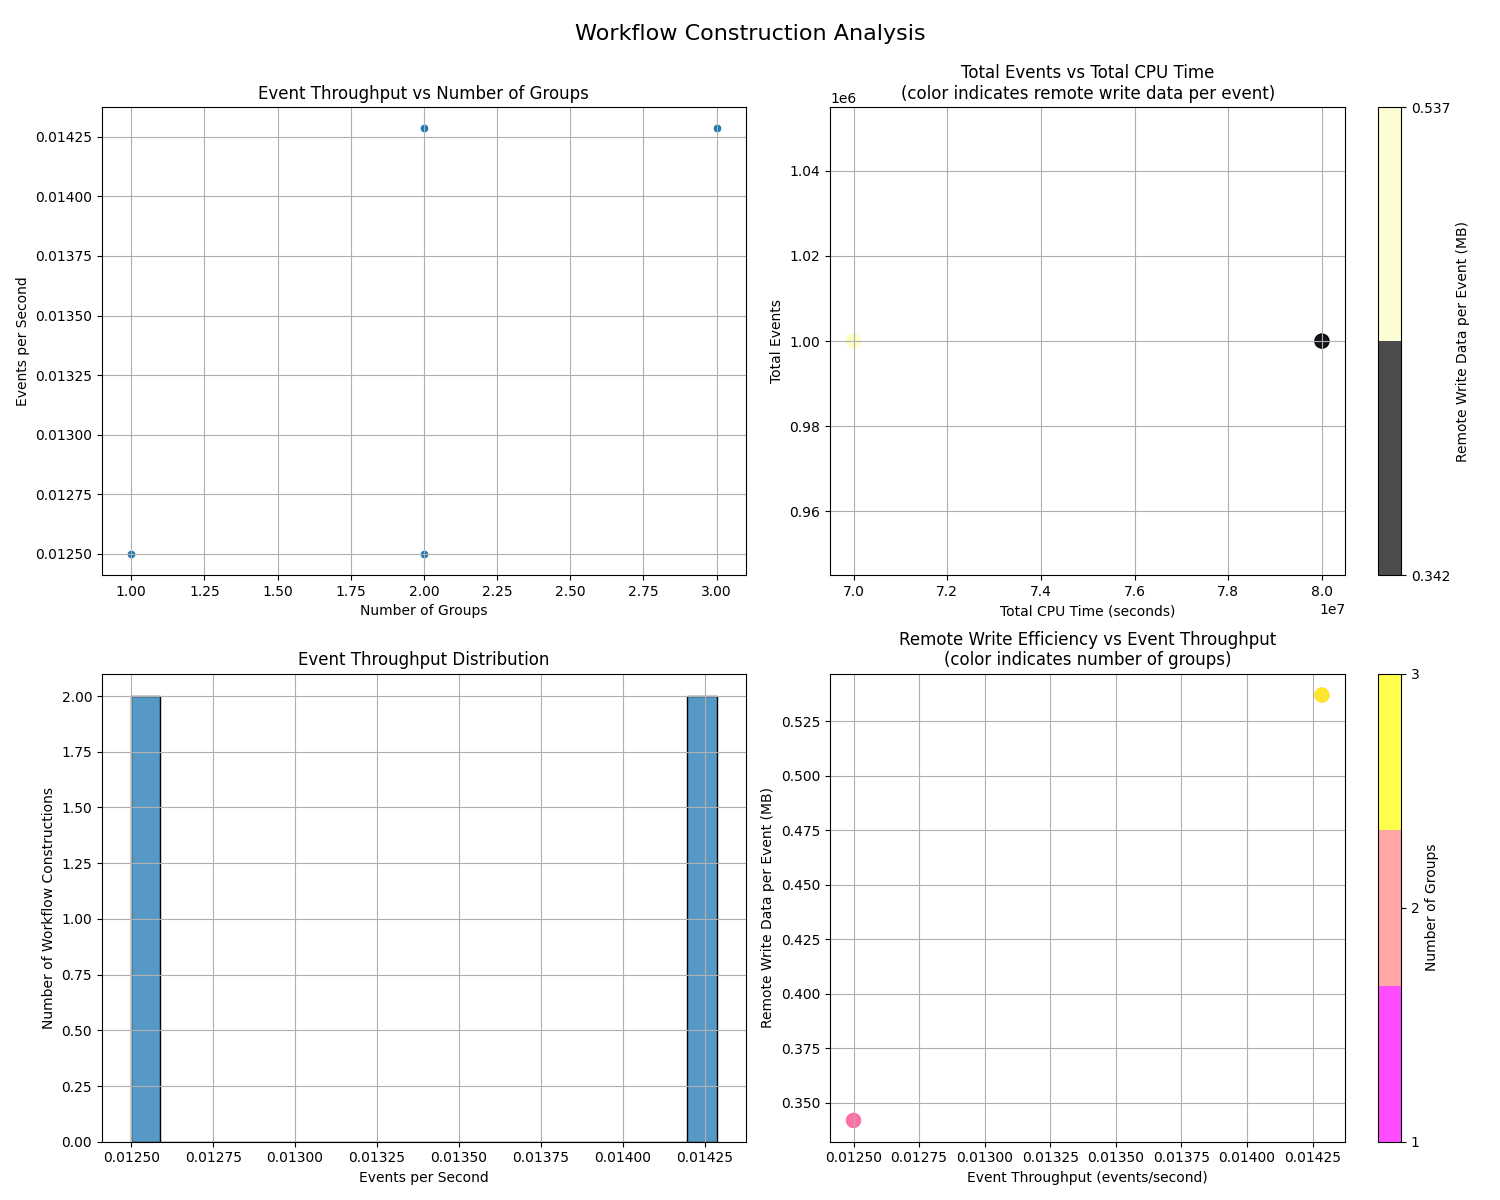 Workflow Construction Analysis
Event Throughput vs Number of Groups
0.01425
0.01400
0.01375
0.01350
0.01325
0.01300
0.01275
0.01250
Events per Second
1.00 1.25 1.50 1.75 2.00 2.25 2.50 2.75 3.00
Number of Groups
Total Events vs Total CPU Time
(color indicates remote write data per event)
1e6
1.04
1.02
1.00
0.98
0.96
Total Events
7.0 7.2 7.4 7.6 7.8 8.0
1e7
Total CPU Time (seconds)
0.537
0.342
Remote Write Data per Event (MB)
Event Throughput Distribution
2.00
1.75
1.50
1.25
1.00
0.75
0.50
0.25
0.00
Number of Workflow Constructions
0.01250 0.01275 0.01300 0.01325 0.01350 0.01375 0.01400 0.01425
Events per Second
Remote Write Efficiency vs Event Throughput
(color indicates number of groups)
0.525
0.500
0.475
0.450
0.425
0.400
0.375
0.350
Remote Write Data per Event (MB)
0.01250 0.01275 0.01300 0.01325 0.01350 0.01375 0.01400 0.01425
Event Throughput (events/second)
3
2
1
Number of Groups